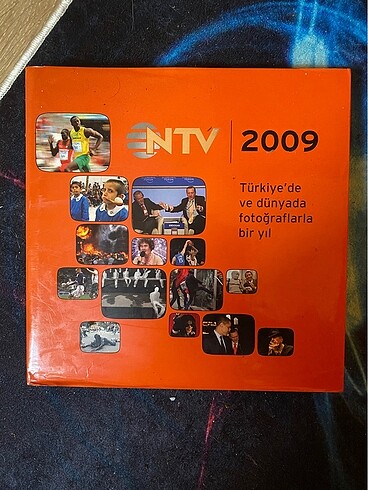 NTV
2009
Türkiye'de
ve dünyada
fotoğraflarla
bir yıl